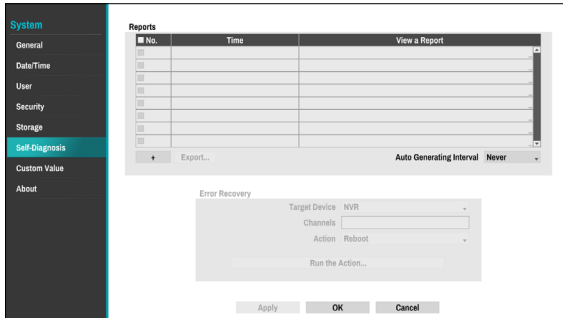 System
General
Date/Time
User
Security
Storage
Self-Diagnosis
Custom Value
About
Reports
No. Time View a Report
...
...
...
...
...
...
...
...
+ Export... Auto Generating Interval Never
Error Recovery
Target Device NVR
Channels
Action Reboot
Run the Action...
Apply OK Cancel